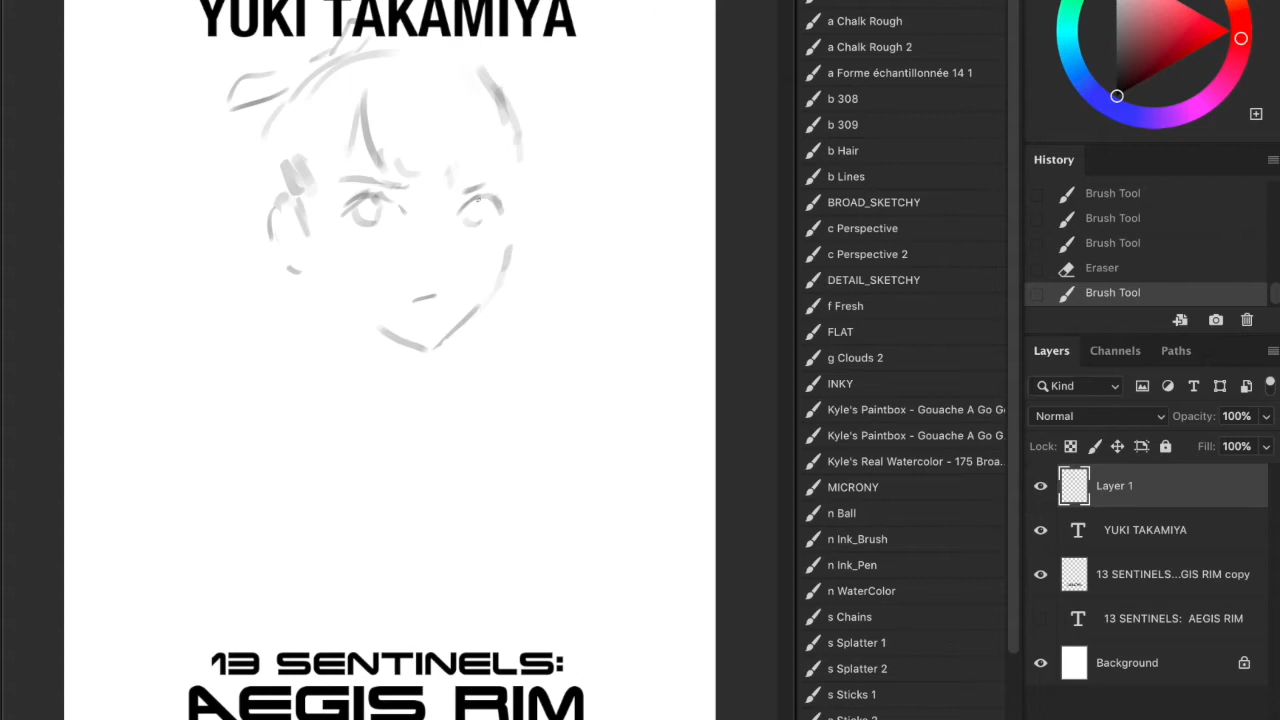 YUKI TAKAMIYA
13 SENTINELS:
AEGIS RIM
a Chalk Rough
a Chalk Rough 2
a Forme échantillonnée 14 1
b 308
b 309
b Hair
b Lines
BROAD_SKETCHY
c Perspective
c Perspective 2
DETAIL_SKETCHY
f Fresh
FLAT
g Clouds 2
INKY
Kyle's Paintbox - Gouache A Go G
Kyle's Paintbox - Gouache A Go G
Kyle's Real Watercolor - 175 Broa...
MICRONY
n Ball
n Ink_Brush
n Ink_Pen
n WaterColor
s Chains
s Splatter 1
s Splatter 2
s Sticks 1
s Sticks 2
History
Brush Tool
Brush Tool
Brush Tool
Eraser
Brush Tool
Layers Channels Paths
Kind
Normal Opacity: 100%
Lock: Fill: 100%
Layer 1
T YUKI TAKAMIYA
13 SENTINELS...GIS RIM copy
T 13 SENTINELS: AEGIS RIM
Background